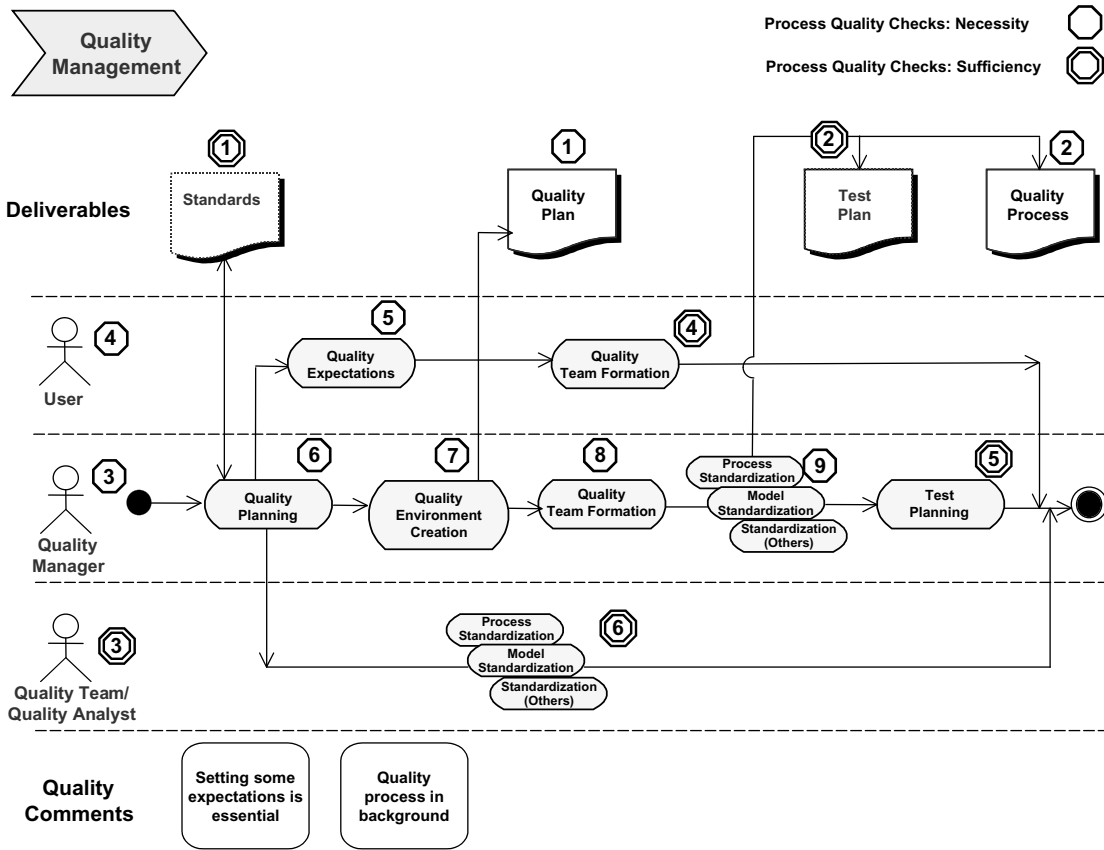 Quality
Management
Process Quality Checks: Necessity
Process Quality Checks: Sufficiency
1
1
2
2
Deliverables
Standards
Quality
Plan
Test
Plan
Quality
Process
4
User
5
Quality
Expectations
4
Quality
Team Formation
3
Quality
Manager
6
Quality
Planning
7
Quality
Environment
Creation
8
Quality
Team Formation
9
Process
Standardization
Model
Standardization
Standardization
(Others)
5
Test
Planning
3
Quality Team/
Quality Analyst
6
Process
Standardization
Model
Standardization
Standardization
(Others)
Quality
Comments
Setting some
expectations is
essential
Quality
process in
background